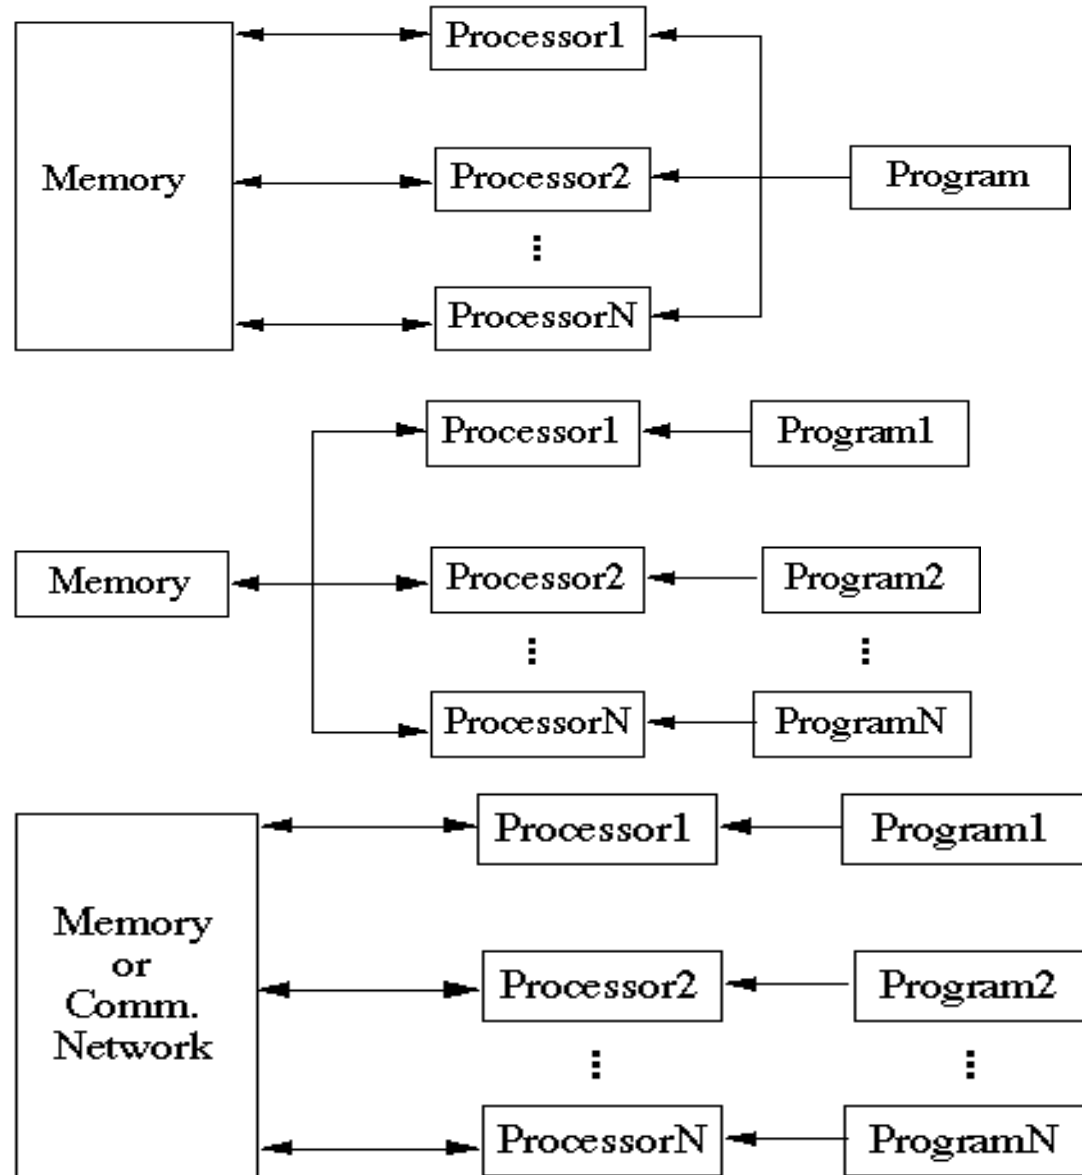 Processor1
Memory
Processor2
Program
ProcessorN
Processor1
Program1
Memory
Processor2
Program2
ProcessorN
ProgramN
Processor1
Program1
Memory
or
Comm.
Network
Processor2
Program2
ProcessorN
ProgramN